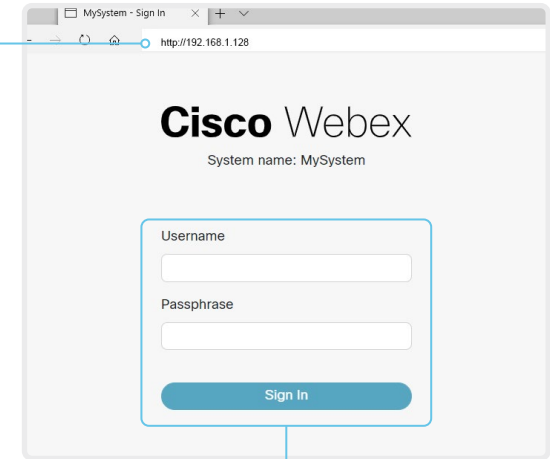 MySystem - Sign In
http://192.168.1.128
Cisco Webex
System name: MySystem
Username
Passphrase
Sign In